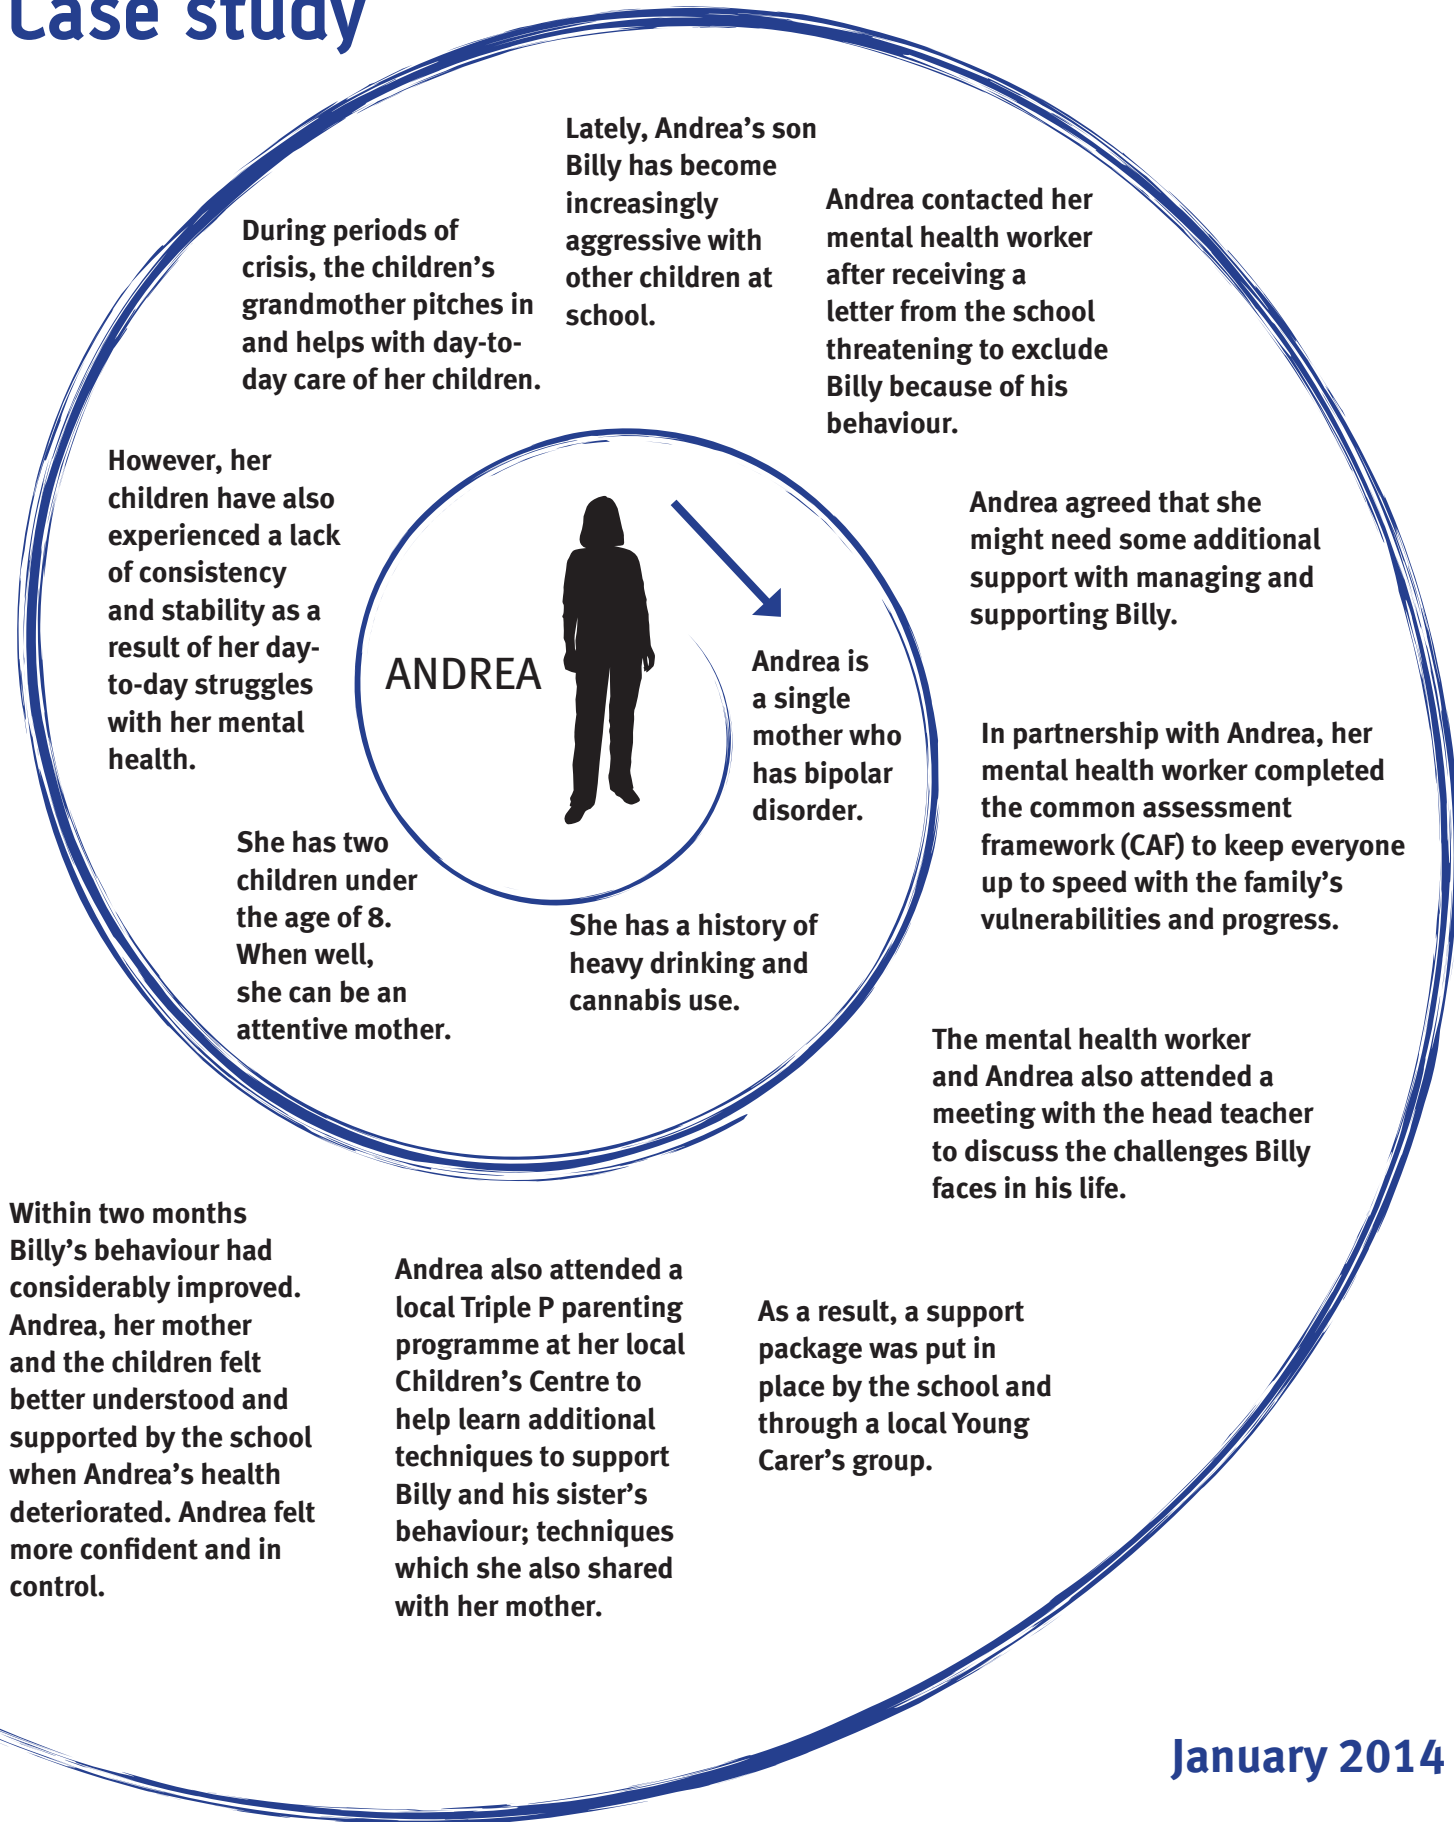 Case study
ANDREA
Andrea is
a single
mother who
has bipolar
disorder.
She has a history of
heavy drinking and
cannabis use.
She has two
children under
the age of 8.
When well,
she can be an
attentive mother.
However, her
children have also
experienced a lack
of consistency
and stability as a
result of her day-
to-day struggles
with her mental
health.
During periods of
crisis, the children's
grandmother pitches in
and helps with day-to-
day care of her children.
Lately, Andrea's son
Billy has become
increasingly
aggressive with
other children at
school.
Andrea contacted her
mental health worker
after receiving a
letter from the school
threatening to exclude
Billy because of his
behaviour.
Andrea agreed that she
might need some additional
support with managing and
supporting Billy.
In partnership with Andrea, her
mental health worker completed
the common assessment
framework (CAF) to keep everyone
up to speed with the family's
vulnerabilities and progress.
The mental health worker
and Andrea also attended a
meeting with the head teacher
to discuss the challenges Billy
faces in his life.
As a result, a support
package was put in
place by the school and
through a local Young
Carer's group.
Andrea also attended a
local Triple P parenting
programme at her local
Children's Centre to
help learn additional
techniques to support
Billy and his sister's
behaviour; techniques
which she also shared
with her mother.
Within two months
Billy's behaviour had
considerably improved.
Andrea, her mother
and the children felt
better understood and
supported by the school
when Andrea's health
deteriorated. Andrea felt
more confident and in
control.
January 2014